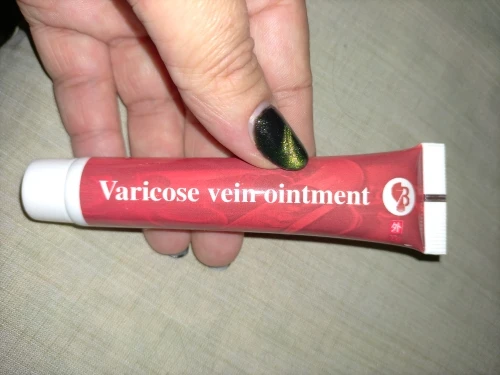 Varicose vein ointment